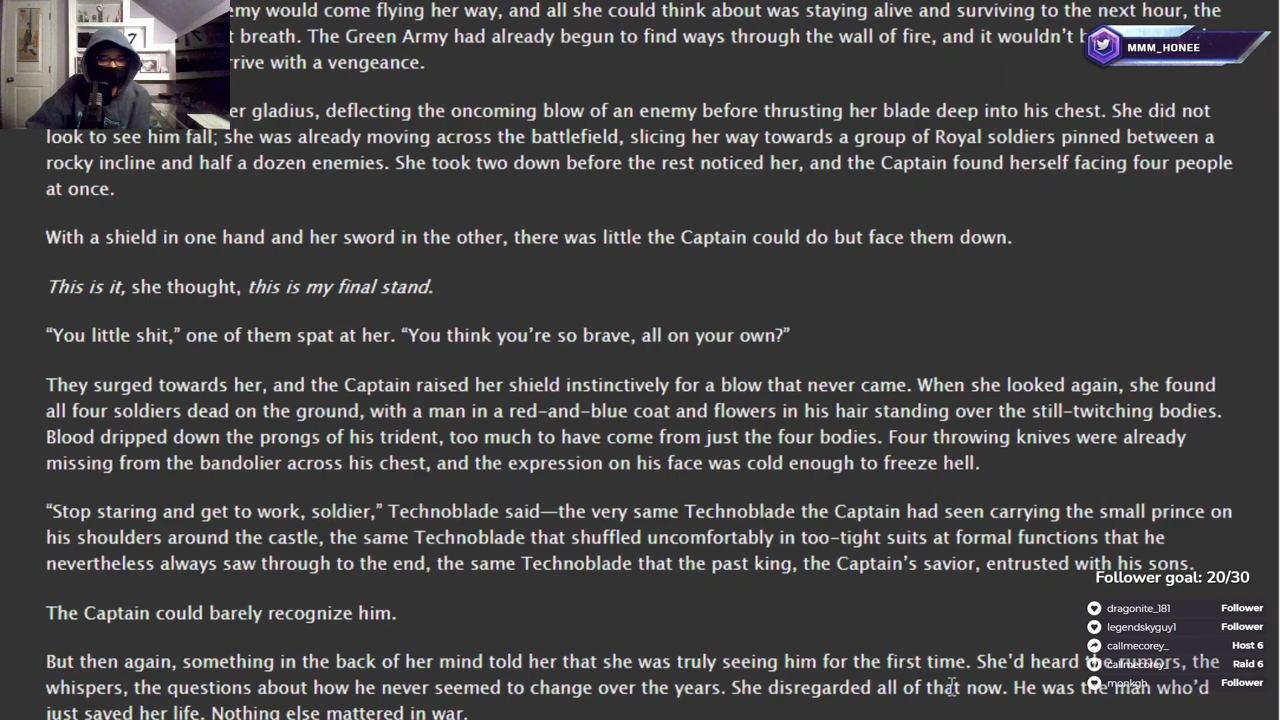 emy would come flying her way, and all she could think about was staying alive and surviving to the next hour, the
t breath. The Green Army had already begun to find ways through the wall of fire, and it wouldn't
rrive with a vengeance.
MMM_HONEE
er gladius, deflecting the oncoming blow of an enemy before thrusting her blade deep into his chest. She did not
look to see him fall; she was already moving across the battlefield, slicing her way towards a group of Royal soldiers pinned between a
rocky incline and half a dozen enemies. She took two down before the rest noticed her, and the Captain found herself facing four people
at once.
With a shield in one hand and her sword in the other, there was little the Captain could do but face them down.
This is it, she thought, this is my final stand.
“You little shit,” one of them spat at her. “You think you’re so brave, all on your own?”
They surged towards her, and the Captain raised her shield instinctively for a blow that never came. When she looked again, she found
all four soldiers dead on the ground, with a man in a red-and-blue coat and flowers in his hair standing over the still-twitching bodies.
Blood dripped down the prongs of his trident, too much to have come from just the four bodies. Four throwing knives were already
missing from the bandolier across his chest, and the expression on his face was cold enough to freeze hell.
“Stop staring and get to work, soldier,” Technoblade said—the very same Technoblade the Captain had seen carrying the small prince on
his shoulders around the castle, the same Technoblade that shuffled uncomfortably in too-tight suits at formal functions that he
nevertheless always saw through to the end, the same Technoblade that the past king, the Captain’s savior, entrusted with his sons.
The Captain could barely recognize him.
But then again, something in the back of her mind told her that she was truly seeing him for the first time. She’d heard the rumors, the
whispers, the questions about how he never seemed to change over the years. She disregarded all of that now. He was the man who’d
just saved her life. Nothing else mattered in war.
Follower goal: 20/30
dragonite_181 Follower
legendskyguy1 Follower
callmecorey_ Host 6
callmecorey_ Raid 6
Follower